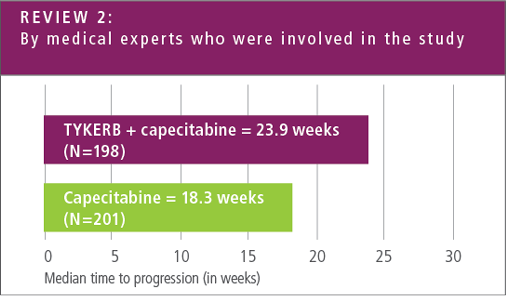 REVIEW 2:
By medical experts who were involved in the study
TYKERB + capecitabine = 23.9 weeks
(N=198)
Capecitabine = 18.3 weeks
(N=201)
0 5 10 15 20 25 30
Median time to progression (in weeks)